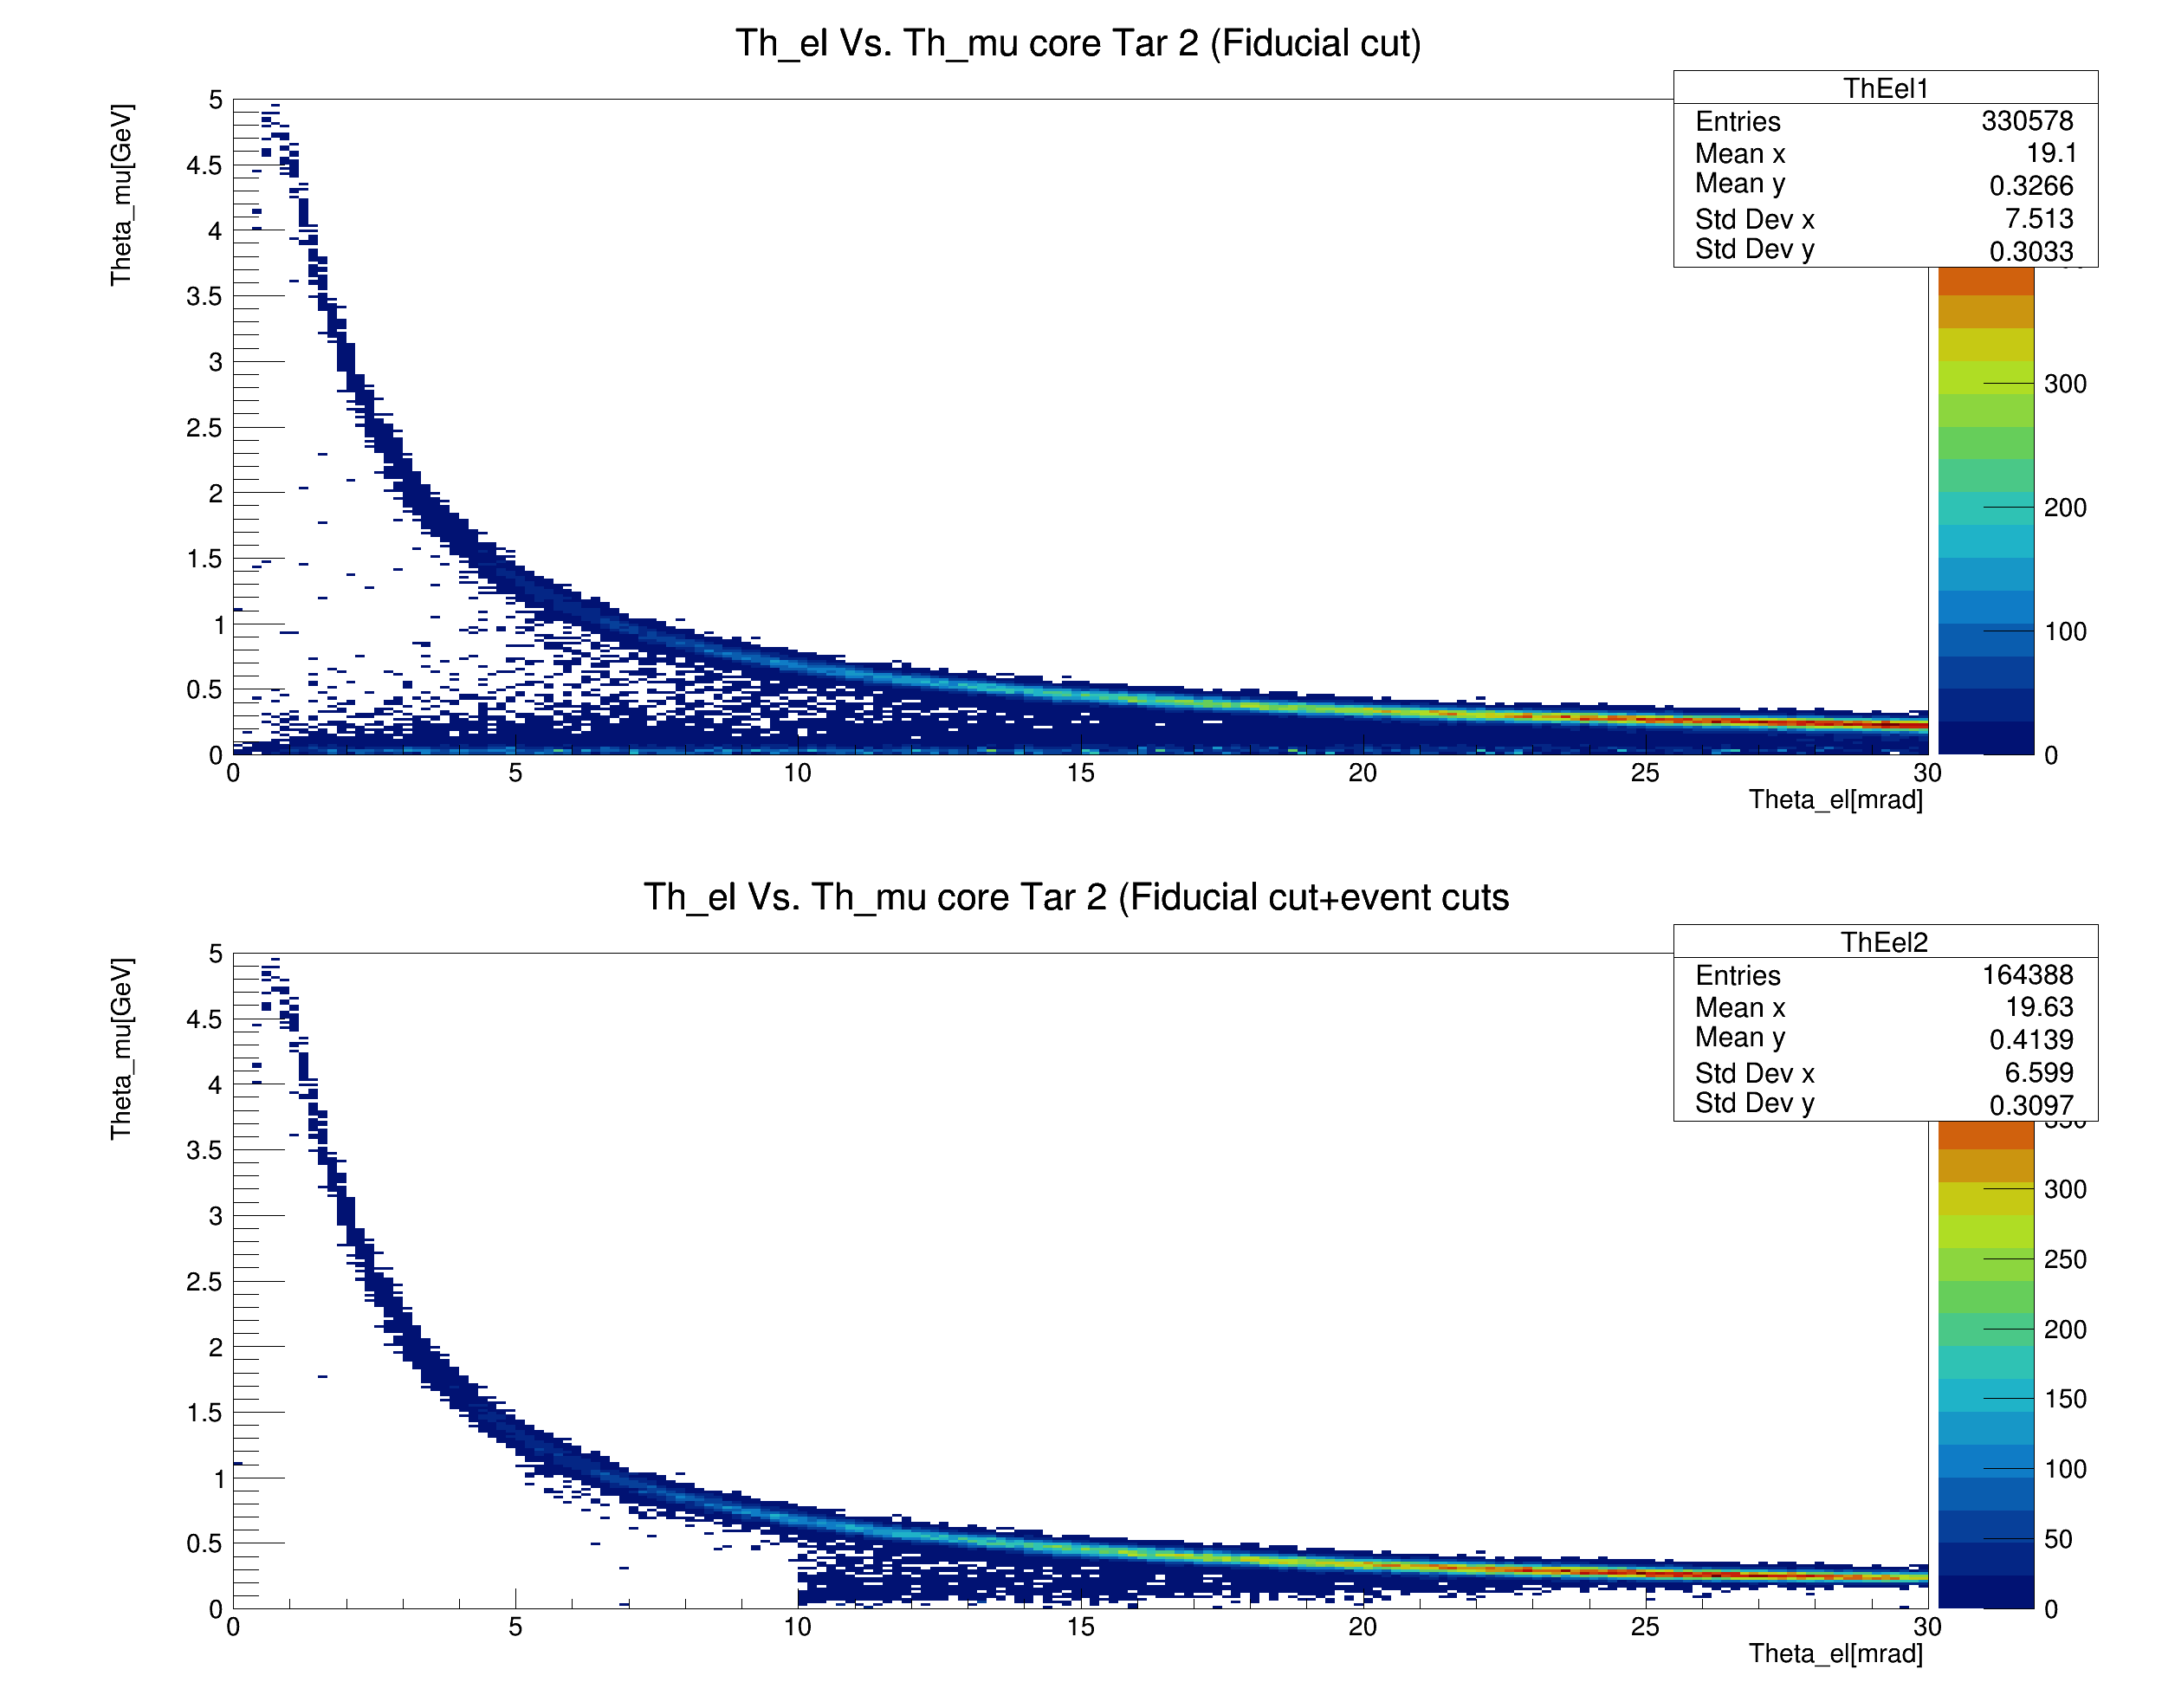 Th_el Vs. Th_mu core Tar 2 (Fiducial cut)
ThEel1
Entries 330578
Mean x 19.1
Mean y 0.3266
Std Dev x 7.513
Std Dev y 0.3033
Theta_mu[GeV]
5
4.5
4
3.5
3
2.5
2
1.5
1
0.5
0
0 5 10 15 20 25 30
Theta_el[mrad]
300
200
100
0
Th_el Vs. Th_mu core Tar 2 (Fiducial cut+event cuts
ThEel2
Entries 164388
Mean x 19.63
Mean y 0.4139
Std Dev x 6.599
Std Dev y 0.3097
Theta_mu[GeV]
5
4.5
4
3.5
3
2.5
2
1.5
1
0.5
0
0 5 10 15 20 25 30
Theta_el[mrad]
350
300
250
200
150
100
50
0